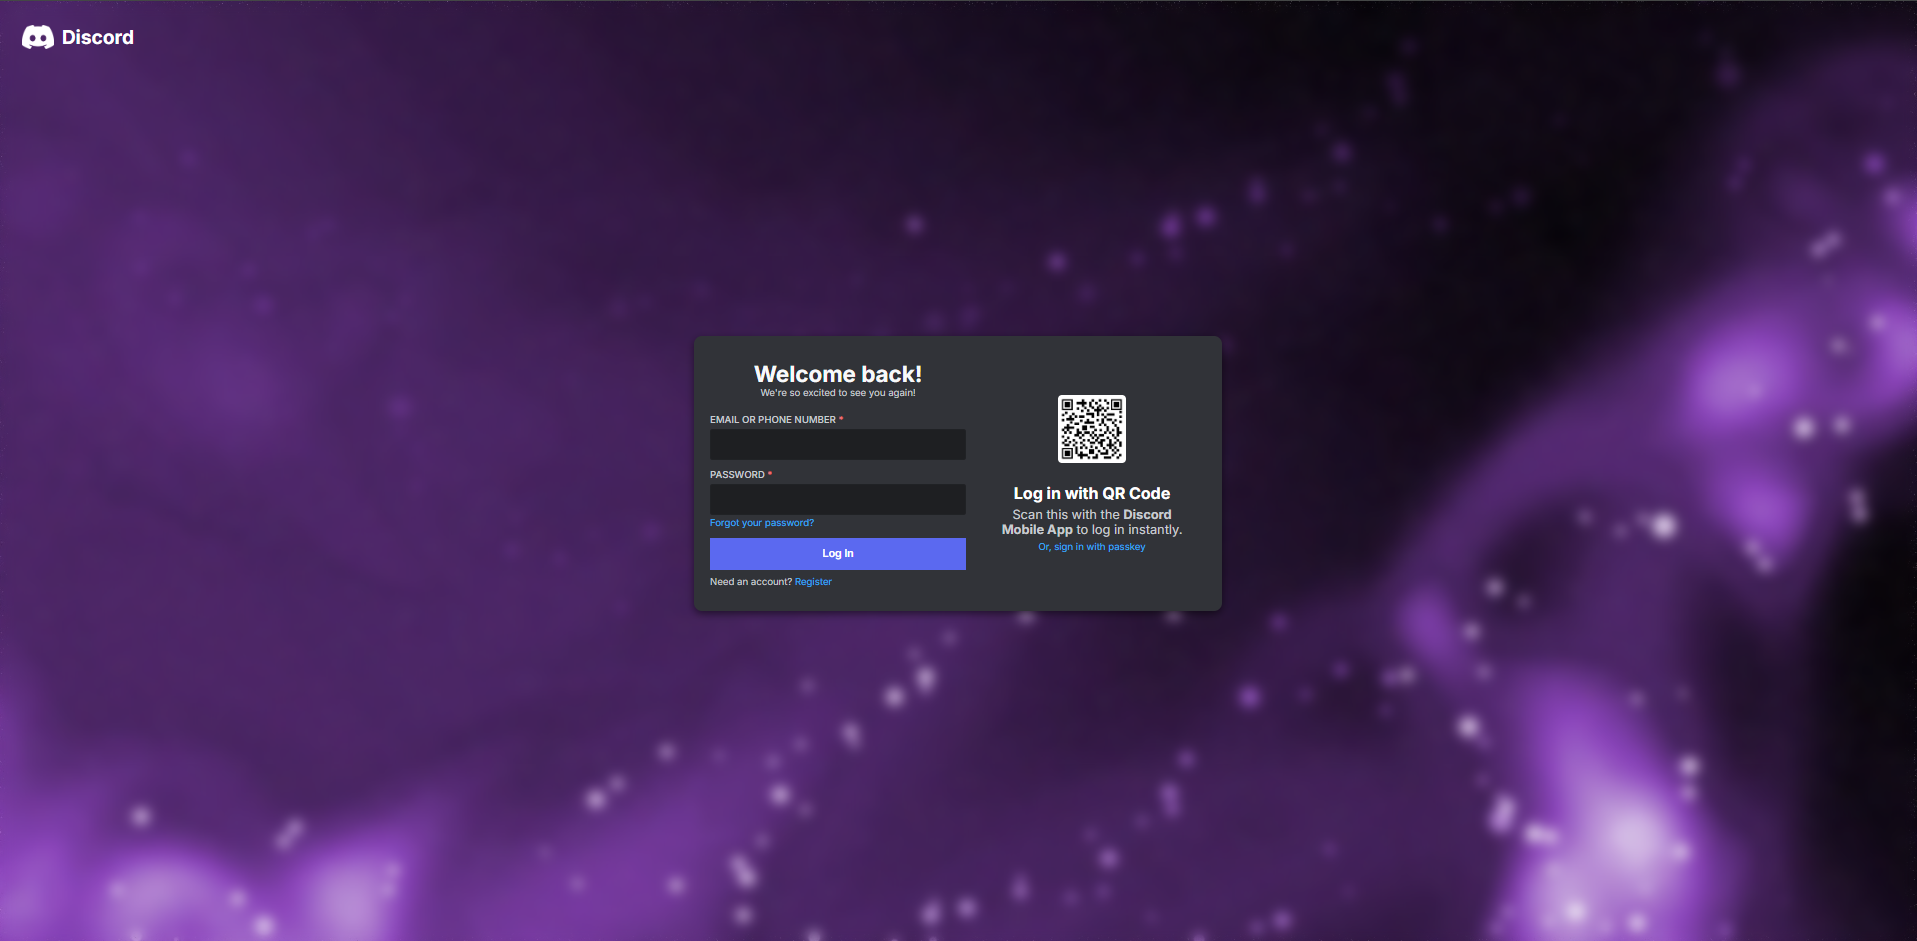 Discord
Welcome back!
We're so excited to see you again!
EMAIL OR PHONE NUMBER *
PASSWORD *
Forgot your password?
Log In
Need an account? Register
Log in with QR Code
Scan this with the Discord
Mobile App to log in instantly.
Or, sign in with passkey